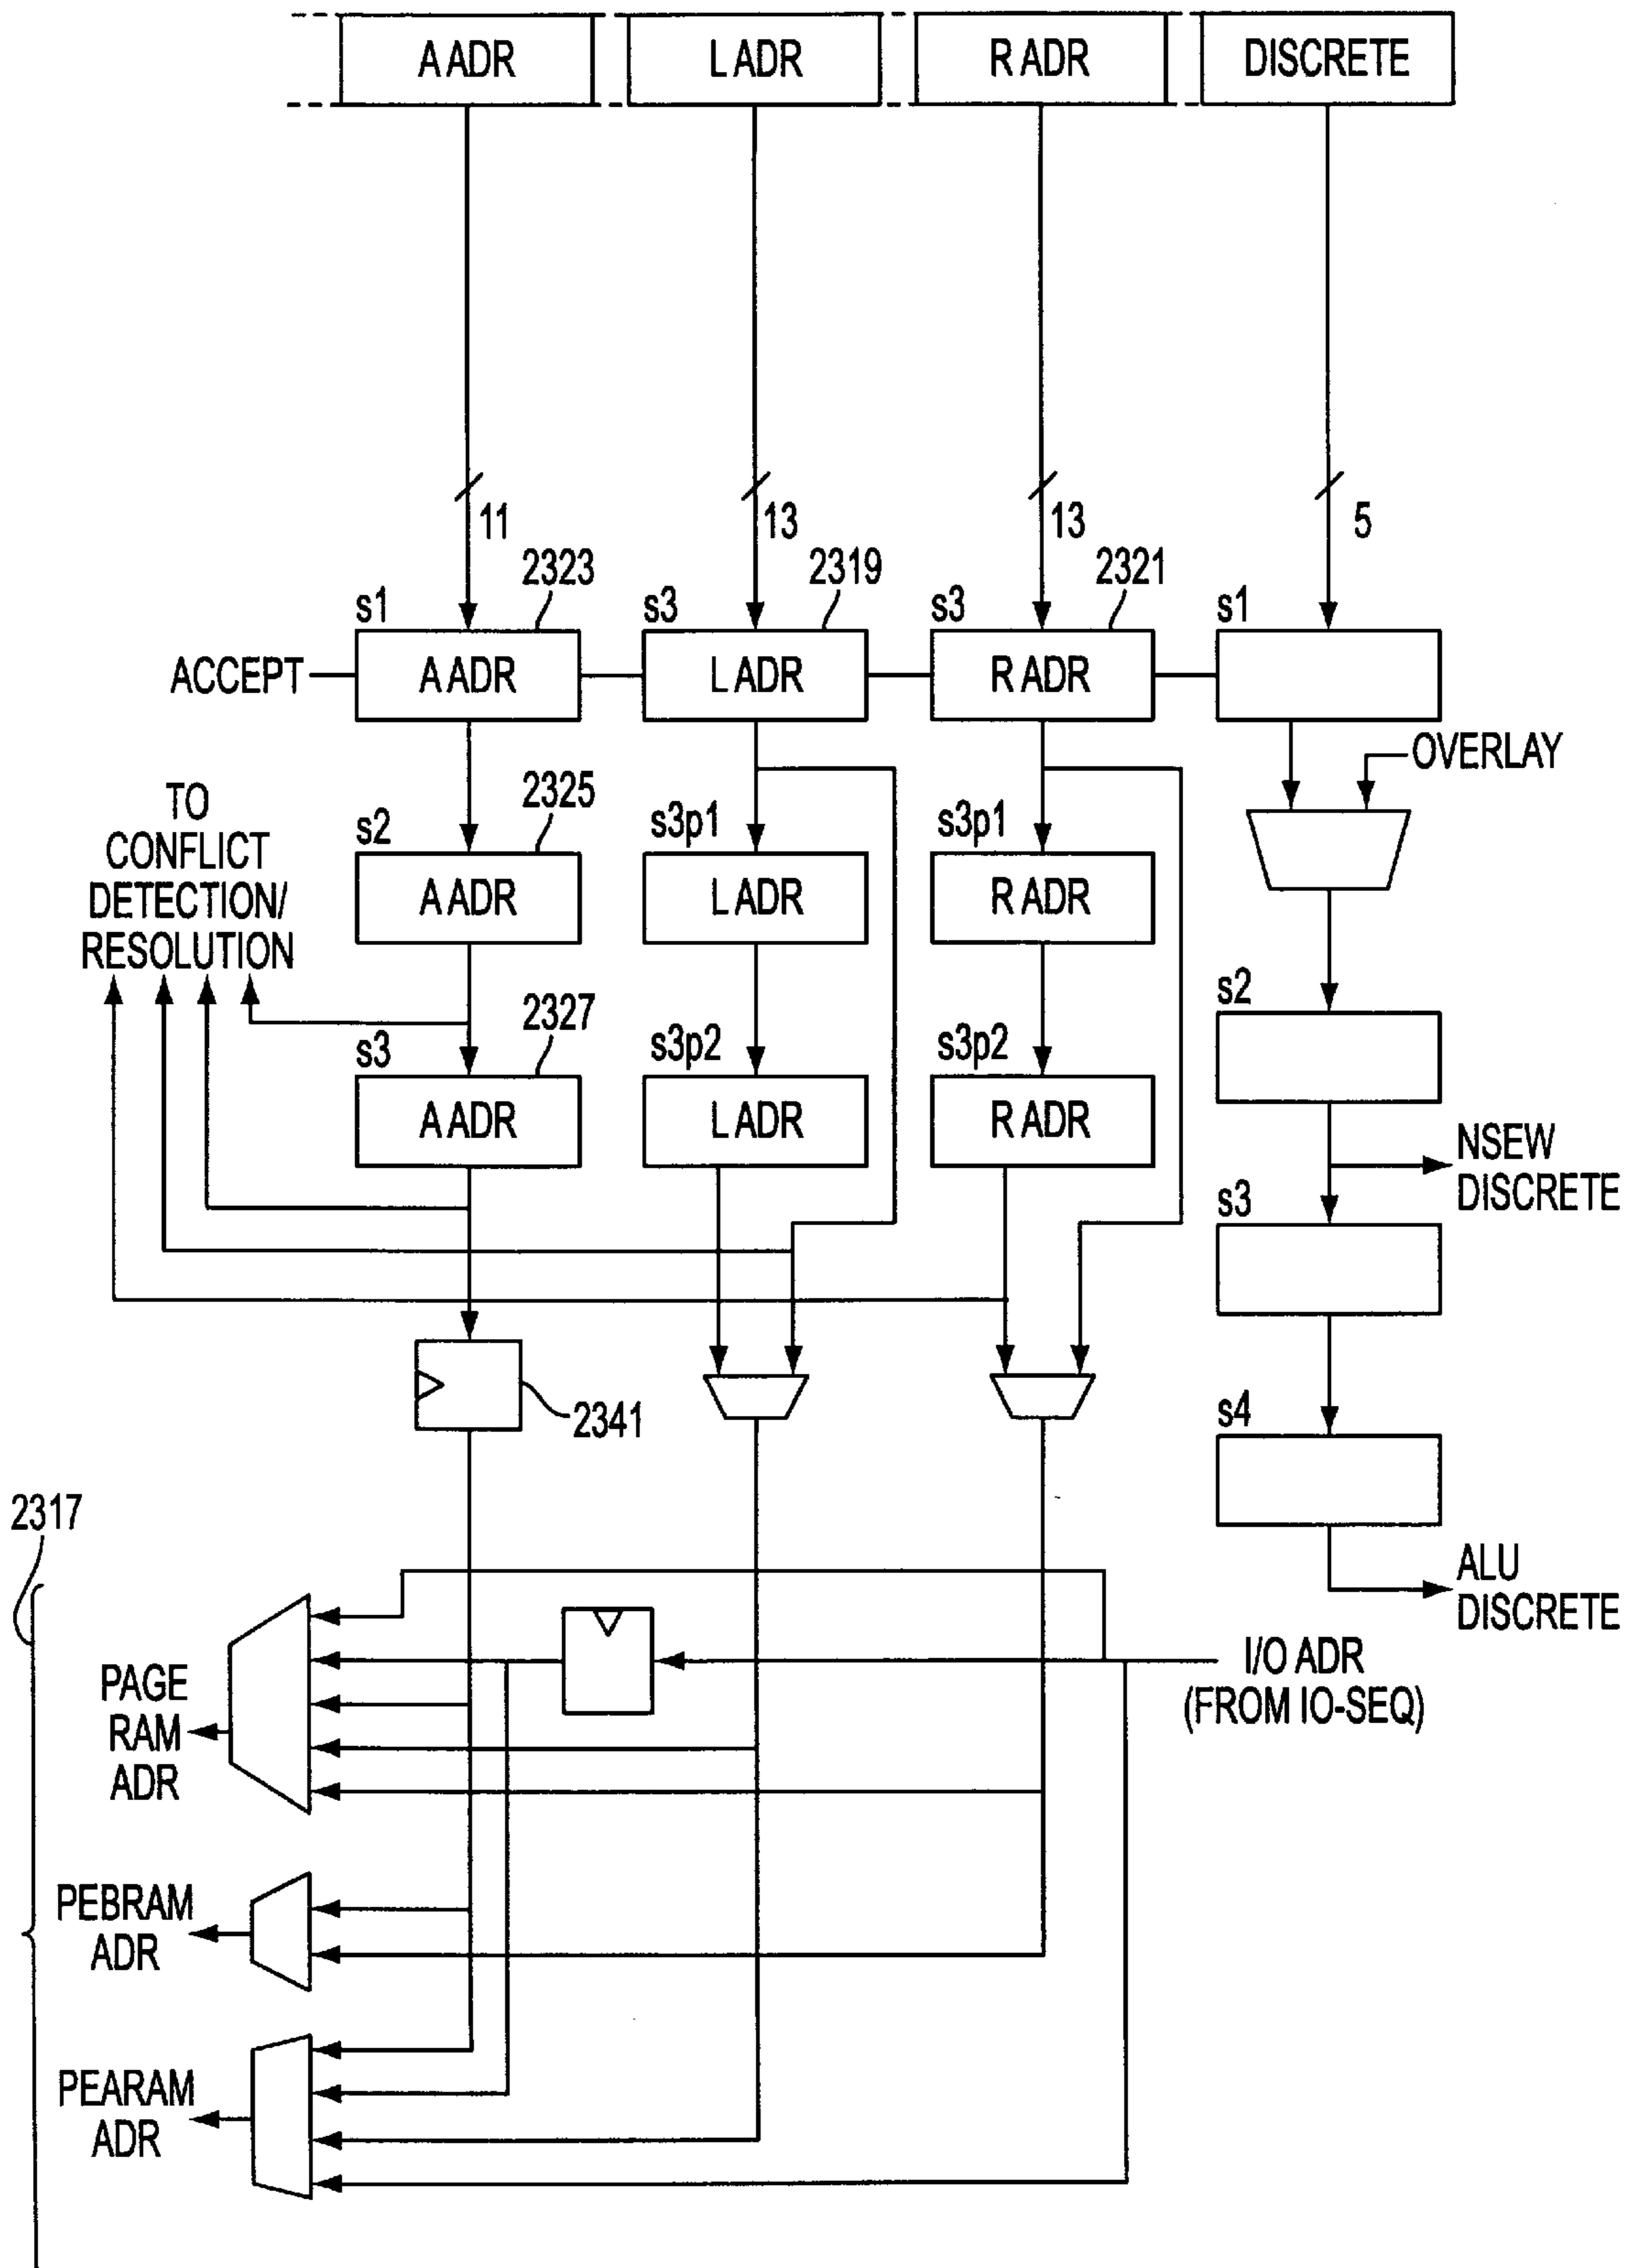 A ADR
L ADR
R ADR
DISCRETE
11
13
13
5
2323
2319
2321
s1
s3
s3
s1
ACCEPT
A ADR
L ADR
R ADR
OVERLAY
TO
CONFLICT
DETECTION/
RESOLUTION
2325
s2
s3p1
s3p1
A ADR
L ADR
R ADR
s2
2327
s3
s3p2
s3p2
A ADR
L ADR
R ADR
NSEW
DISCRETE
s3
2341
s4
2317
ALU
DISCRETE
I/O ADR
(FROM IO-SEQ)
PAGE
RAM
ADR
PEBRAM
ADR
PEARAM
ADR